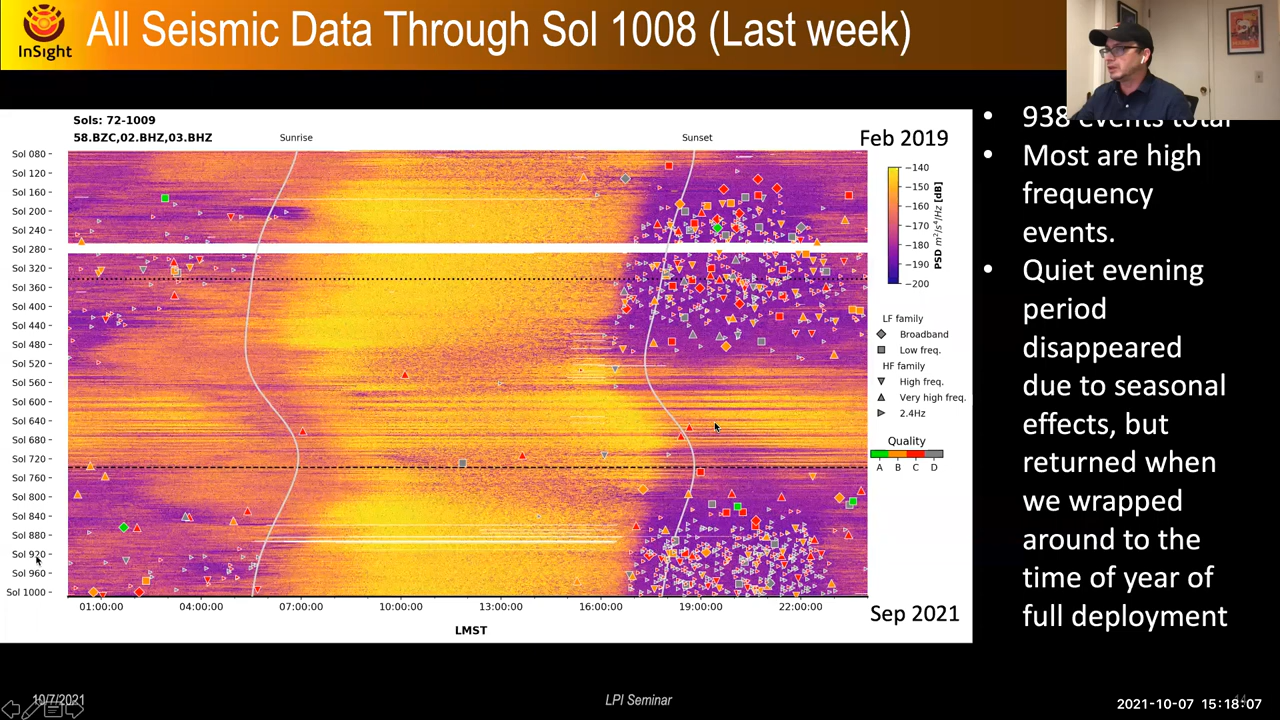 InSight
All Seismic Data Through Sol 1008 (Last week)
Sols: 72-1009
58.BZC,02.BHZ,03.BHZ
Sunrise
Sunset
Feb 2019
Sol 080
Sol 120
Sol 160
Sol 200
Sol 240
Sol 280
Sol 320
Sol 360
Sol 400
Sol 440
Sol 480
Sol 520
Sol 560
Sol 600
Sol 640
Sol 680
Sol 720
Sol 760
Sol 800
Sol 840
Sol 880
Sol 920
Sol 960
Sol 1000
01:00:00 04:00:00 07:00:00 10:00:00 13:00:00 16:00:00 19:00:00 22:00:00
LMST
−140
−150
−160
−170
−180
−190
−200
PSD m²/s⁴/Hz [dB]
LF family
Broadband
Low freq.
HF family
High freq.
Very high freq.
2.4Hz
Quality
A B C D
Sep 2021
• 938 events total
• Most are high
frequency
events.
• Quiet evening
period
disappeared
due to seasonal
effects, but
returned when
we wrapped
around to the
time of year of
full deployment
10/7/2021
LPI Seminar
14
2021-10-07 15:18:07